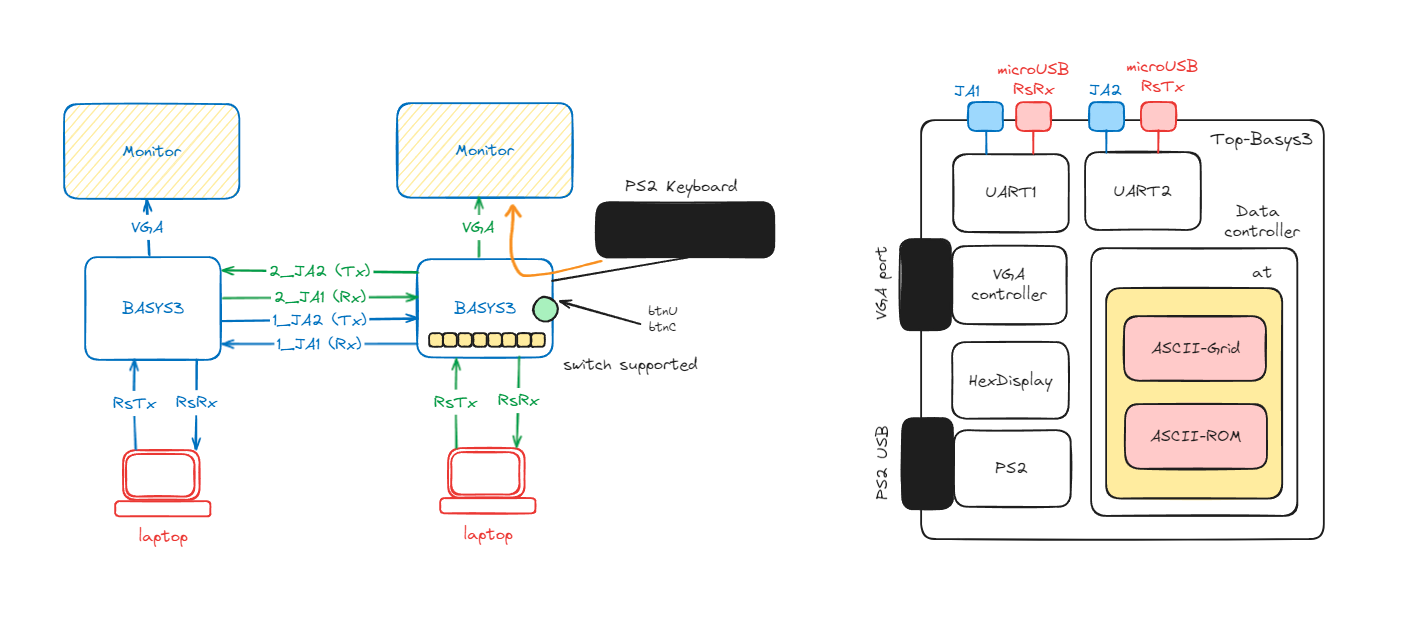 Monitor
VGA
BASYS3
2_JA2 (Tx)
2_JA1 (Rx)
1_JA2 (Tx)
1_JA1 (Rx)
RsTx
RsRx
laptop
Monitor
VGA
PS2 Keyboard
BASYS3
btnU
btnC
switch supported
RsTx
RsRx
laptop
microUSB
RsRx
JA1
microUSB
RsTx
JA2
Top-Basys3
UART1
UART2
Data
controller
VGA port
VGA
controller
at
HexDisplay
ASCII-Grid
PS2 USB
PS2
ASCII-ROM